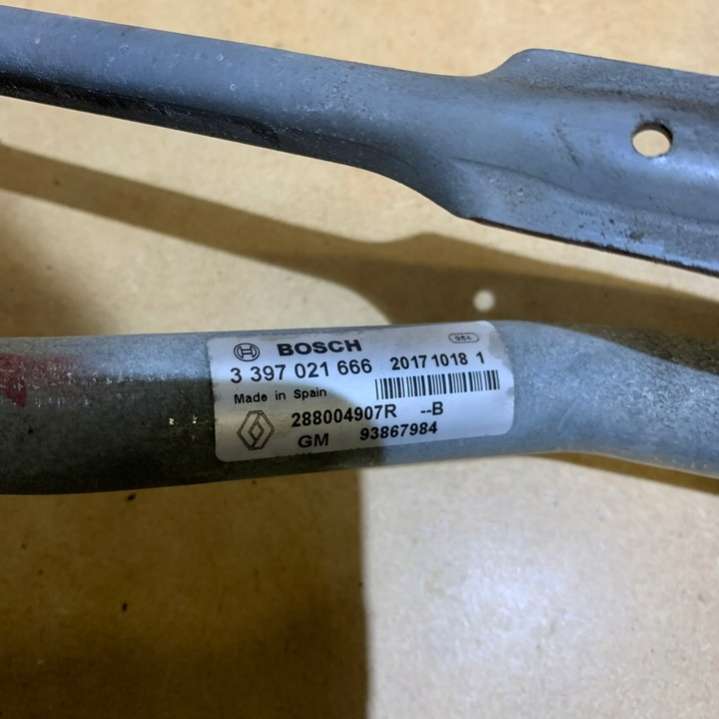 BOSCH
3 397 021 666 20171018 1
Made in Spain
288004907R --B
GM 93867984